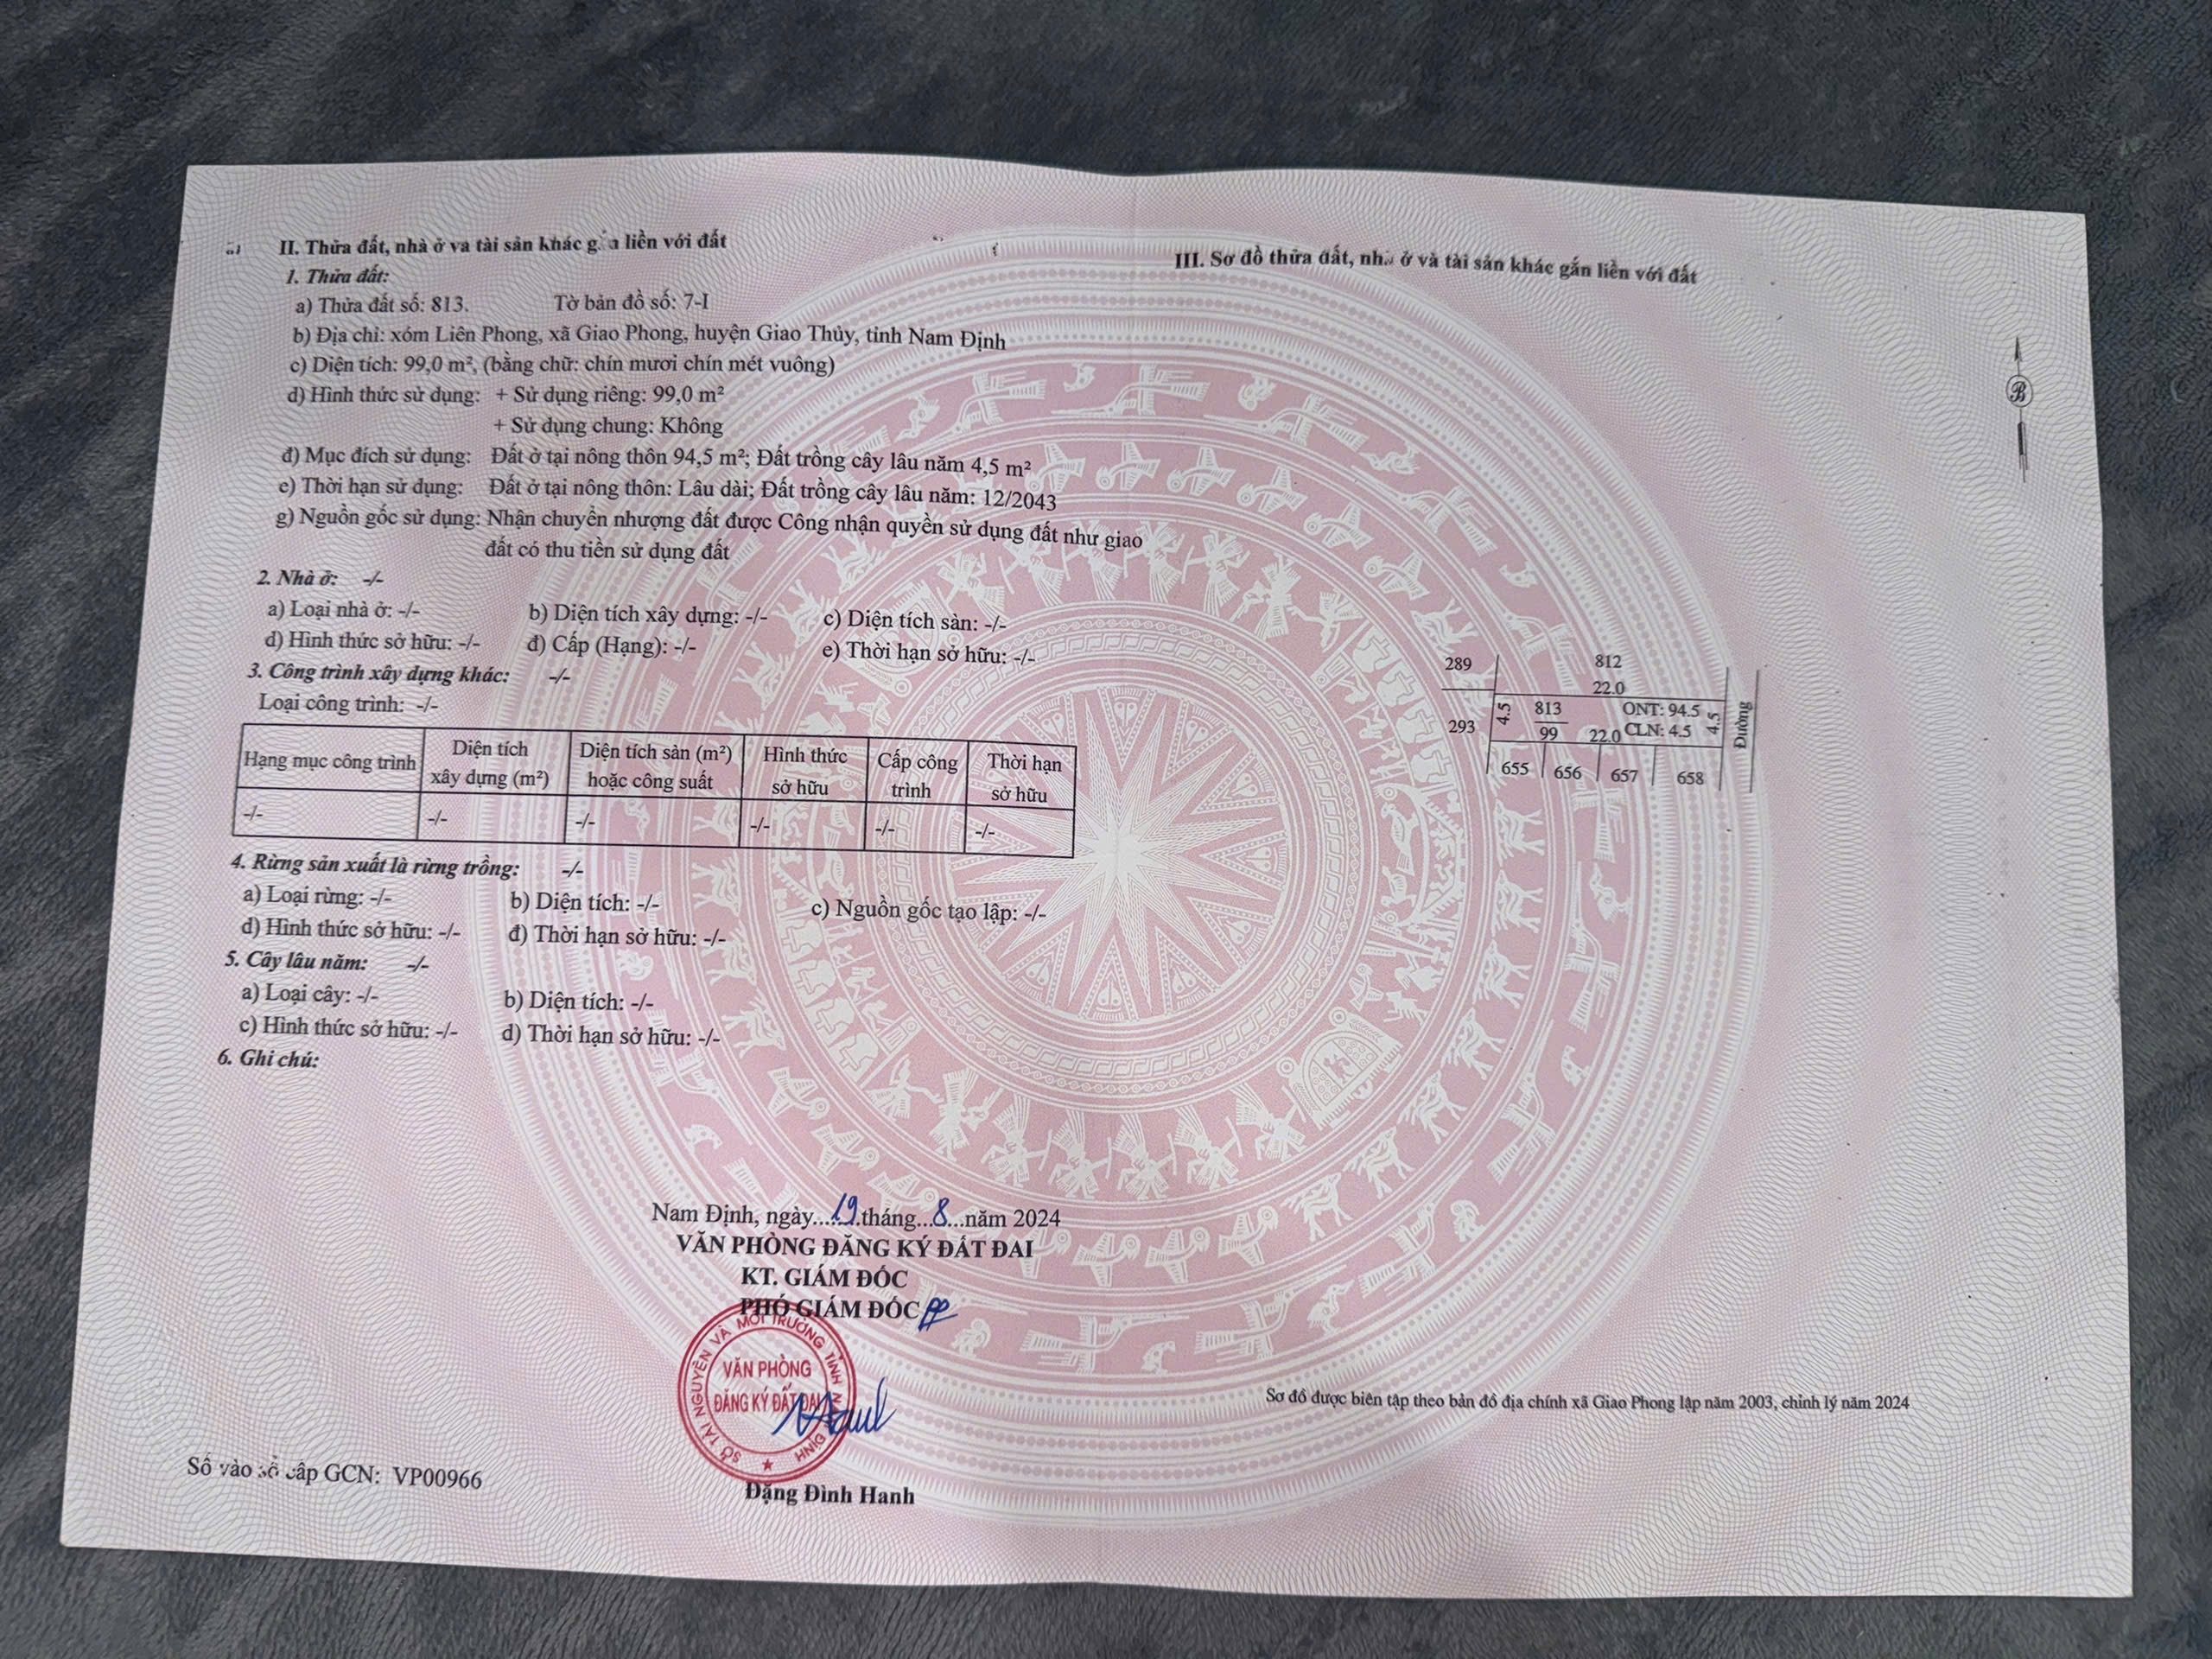 II. Thửa đất, nhà ở và tài sản khác gắn liền với đất
1. Thửa đất:
a) Thửa đất số: 813. Tờ bản đồ số: 7-I
b) Địa chỉ: xóm Liên Phong, xã Giao Phong, huyện Giao Thủy, tỉnh Nam Định
c) Diện tích: 99,0 m², (bằng chữ: chín mươi chín mét vuông)
d) Hình thức sử dụng: + Sử dụng riêng: 99,0 m²
+ Sử dụng chung: Không
đ) Mục đích sử dụng: Đất ở tại nông thôn 94,5 m²; Đất trồng cây lâu năm 4,5 m²
e) Thời hạn sử dụng: Đất ở tại nông thôn: Lâu dài; Đất trồng cây lâu năm: 12/2043
g) Nguồn gốc sử dụng: Nhận chuyển nhượng đất được Công nhận quyền sử dụng đất như giao
đất có thu tiền sử dụng đất
2. Nhà ở: -/-
a) Loại nhà ở: -/- b) Diện tích xây dựng: -/- c) Diện tích sàn: -/-
d) Hình thức sở hữu: -/- đ) Cấp (Hạng): -/- e) Thời hạn sở hữu: -/-
3. Công trình xây dựng khác: -/-
Loại công trình: -/-
Hạng mục công trình Diện tích xây dựng (m²) Diện tích sàn (m²) hoặc công suất Hình thức sở hữu Cấp công trình Thời hạn sở hữu
-/- -/- -/- -/- -/- -/-
4. Rừng sản xuất là rừng trồng: -/-
a) Loại rừng: -/- b) Diện tích: -/- c) Nguồn gốc tạo lập: -/-
d) Hình thức sở hữu: -/- đ) Thời hạn sở hữu: -/-
5. Cây lâu năm: -/-
a) Loại cây: -/- b) Diện tích: -/-
c) Hình thức sở hữu: -/- d) Thời hạn sở hữu: -/-
6. Ghi chú:
Nam Định, ngày....19.tháng...8...năm 2024
VĂN PHÒNG ĐĂNG KÝ ĐẤT ĐAI
KT. GIÁM ĐỐC
PHÓ GIÁM ĐỐC
SỞ TÀI NGUYÊN VÀ MÔI TRƯỜNG TỈNH NAM ĐỊNH
VĂN PHÒNG
ĐĂNG KÝ ĐẤT ĐAI
Đặng Đình Hanh
Số vào sổ cấp GCN: VP00966
III. Sơ đồ thửa đất, nhà ở và tài sản khác gắn liền với đất
B
289 812
22.0
293 4.5 813 ONT: 94.5 4.5 Đường
99 22.0 CLN: 4.5
655 656 657 658
Sơ đồ được biên tập theo bản đồ địa chính xã Giao Phong lập năm 2003, chỉnh lý năm 2024